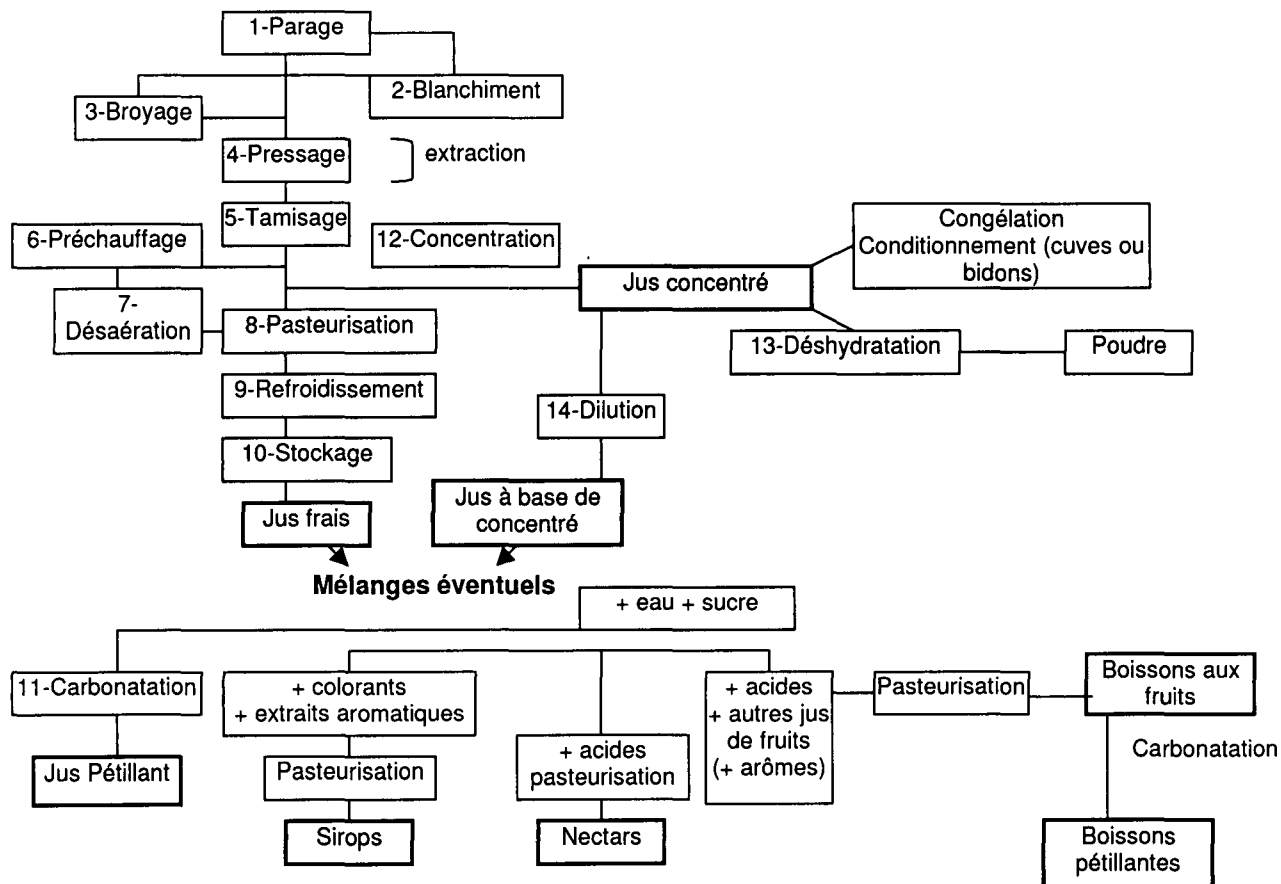 1-Parage
2-Blanchiment
3-Broyage
4-Pressage
extraction
5-Tamisage
6-Préchauffage
12-Concentration
Congélation
Conditionnement (cuves ou
bidons)
Jus concentré
7-
Désaération
8-Pasteurisation
13-Déshydratation
Poudre
9-Refroidissement
14-Dilution
10-Stockage
Jus frais
Jus à base de
concentré
Mélanges éventuels
+ eau + sucre
11-Carbonatation
+ colorants
+ extraits aromatiques
+ acides
+ autres jus
de fruits
(+ arômes)
Pasteurisation
Boissons aux
fruits
Jus Pétillant
Pasteurisation
+ acides
pasteurisation
Carbonatation
Sirops
Nectars
Boissons
pétillantes